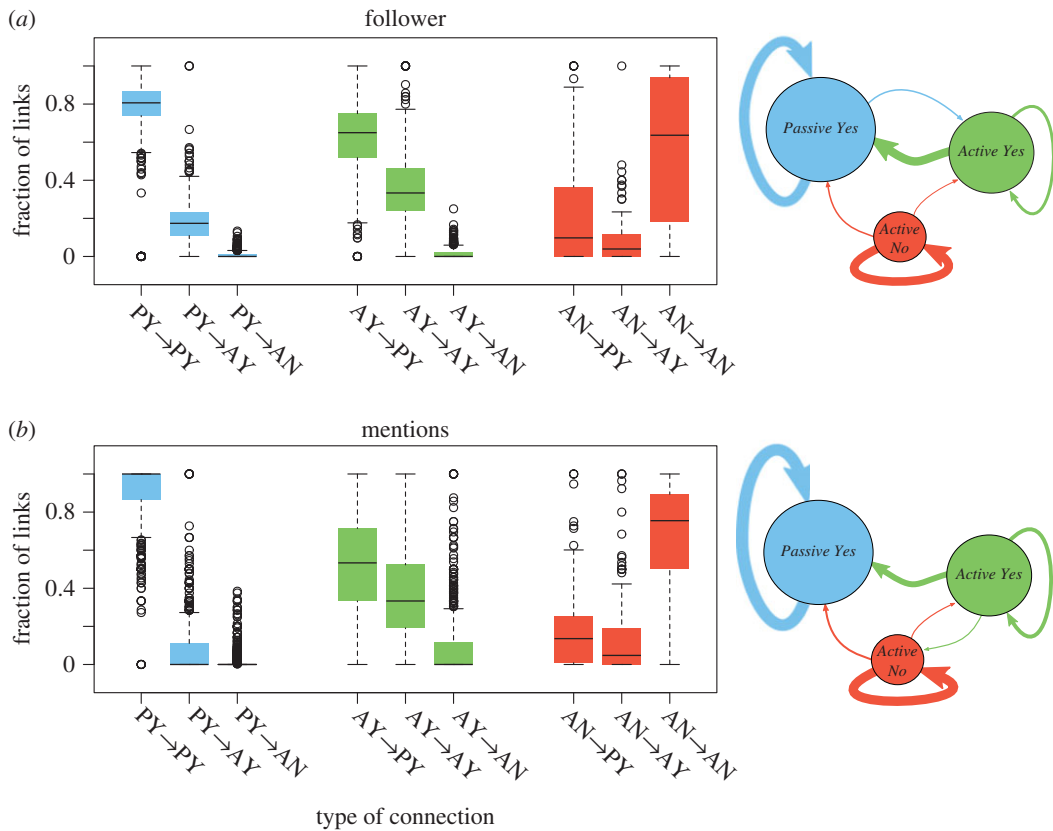 (a)
follower
fraction of links
0.8
0.4
0
PY→PY
PY→AY
PY→AN
AY→PY
AY→AY
AY→AN
AN→PY
AN→AY
AN→AN
Passive Yes
Active Yes
Active
No
(b)
mentions
fraction of links
0.8
0.4
0
PY→PY
PY→AY
PY→AN
AY→PY
AY→AY
AY→AN
AN→PY
AN→AY
AN→AN
type of connection
Passive Yes
Active Yes
Active
No